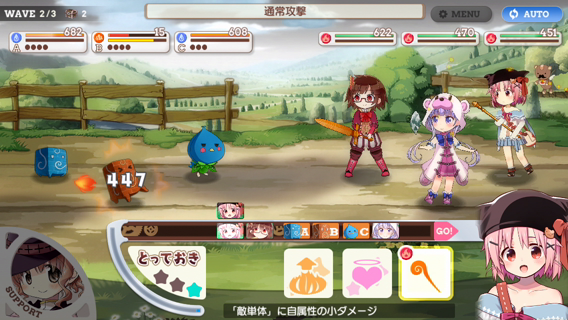 WAVE 2/3 2
通常攻撃
MENU
AUTO
682
A
15
B
608
C
622
470
451
447
A B C GO!
とっておき
SUPPORT
「敵単体」に自属性の小ダメージ